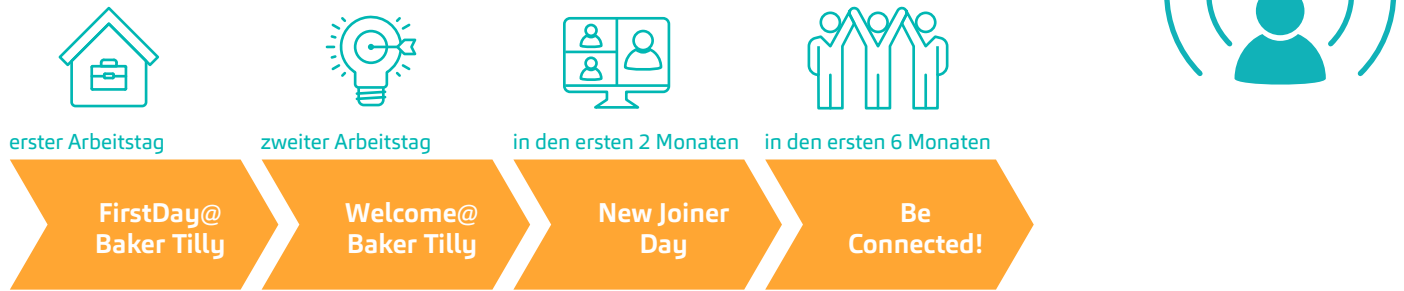 erster Arbeitstag
zweiter Arbeitstag
in den ersten 2 Monaten
in den ersten 6 Monaten
FirstDay@
Baker Tilly
Welcome@
Baker Tilly
New Joiner
Day
Be
Connected!